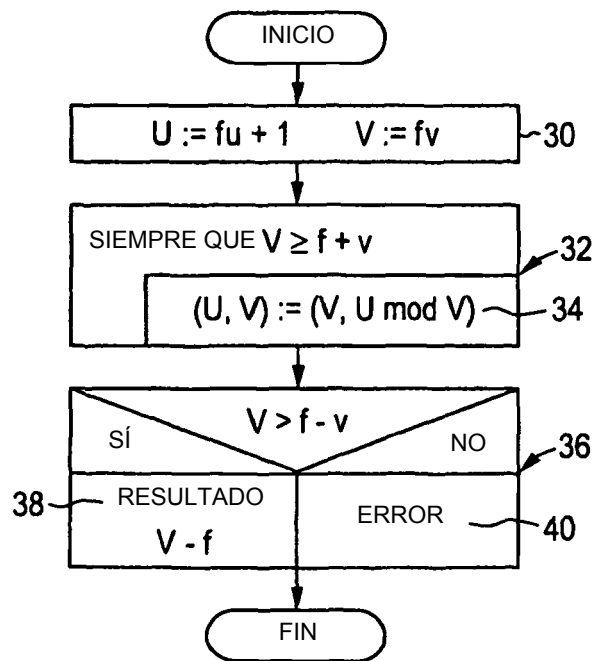 INICIO
U := fu + 1 V := fv
30
SIEMPRE QUE V ≥ f + v
32
(U, V) := (V, U mod V)
34
V > f - v
SÍ
NO
36
38
RESULTADO
V - f
ERROR
40
FIN